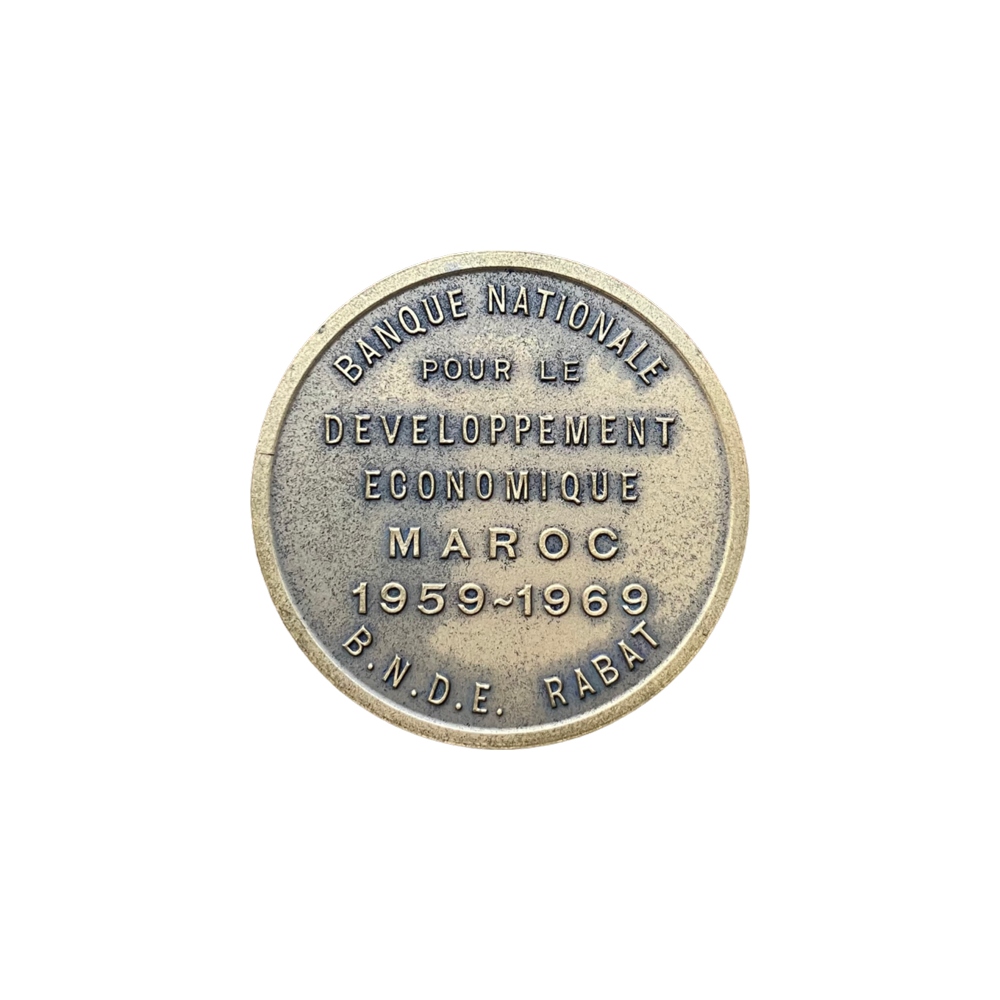 BANQUE NATIONALE
POUR LE
DEVELOPPEMENT
ECONOMIQUE
MAROC
1959~1969
B.N.D.E. RABAT